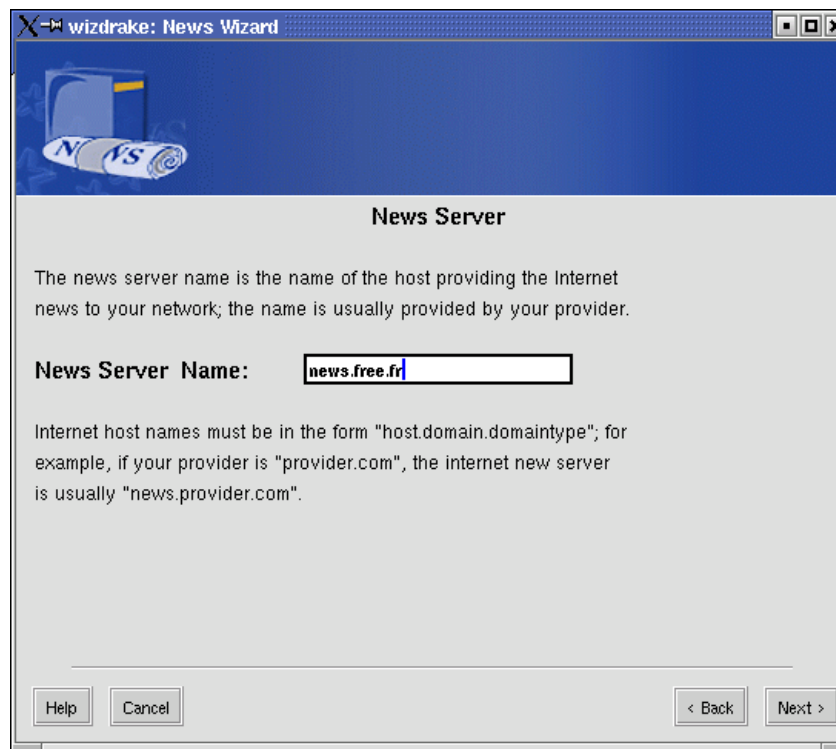 wizdrake: News Wizard
NEWS
News Server
The news server name is the name of the host providing the Internet
news to your network; the name is usually provided by your provider.
News Server Name:
news.free.fr
Internet host names must be in the form "host.domain.domaintype"; for
example, if your provider is "provider.com", the internet new server
is usually "news.provider.com".
Help
Cancel
< Back
Next >